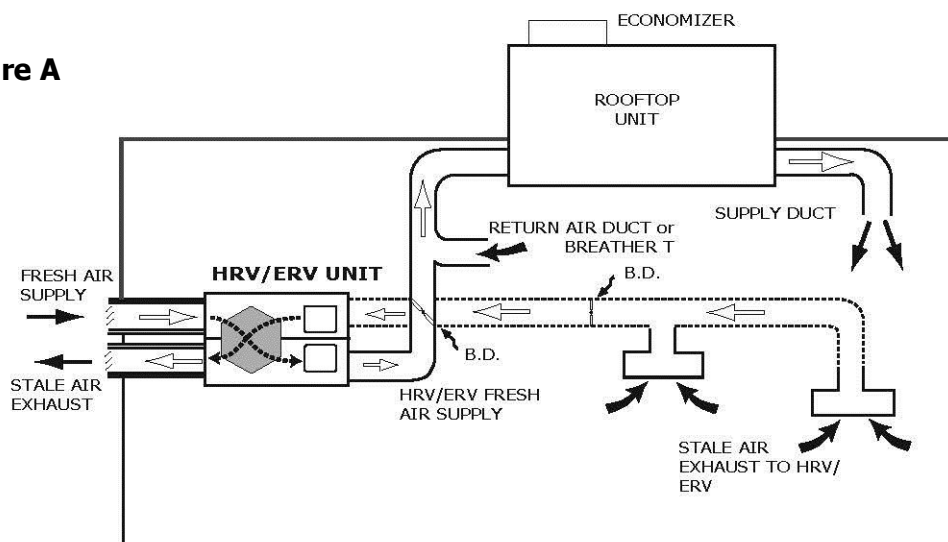 ECONOMIZER
re A
ROOFTOP
UNIT
SUPPLY DUCT
RETURN AIR DUCT or
BREATHER T
HRV/ERV UNIT
B.D.
FRESH AIR
SUPPLY
B.D.
STALE AIR
EXHAUST
HRV/ERV FRESH
AIR SUPPLY
STALE AIR
EXHAUST TO HRV/
ERV